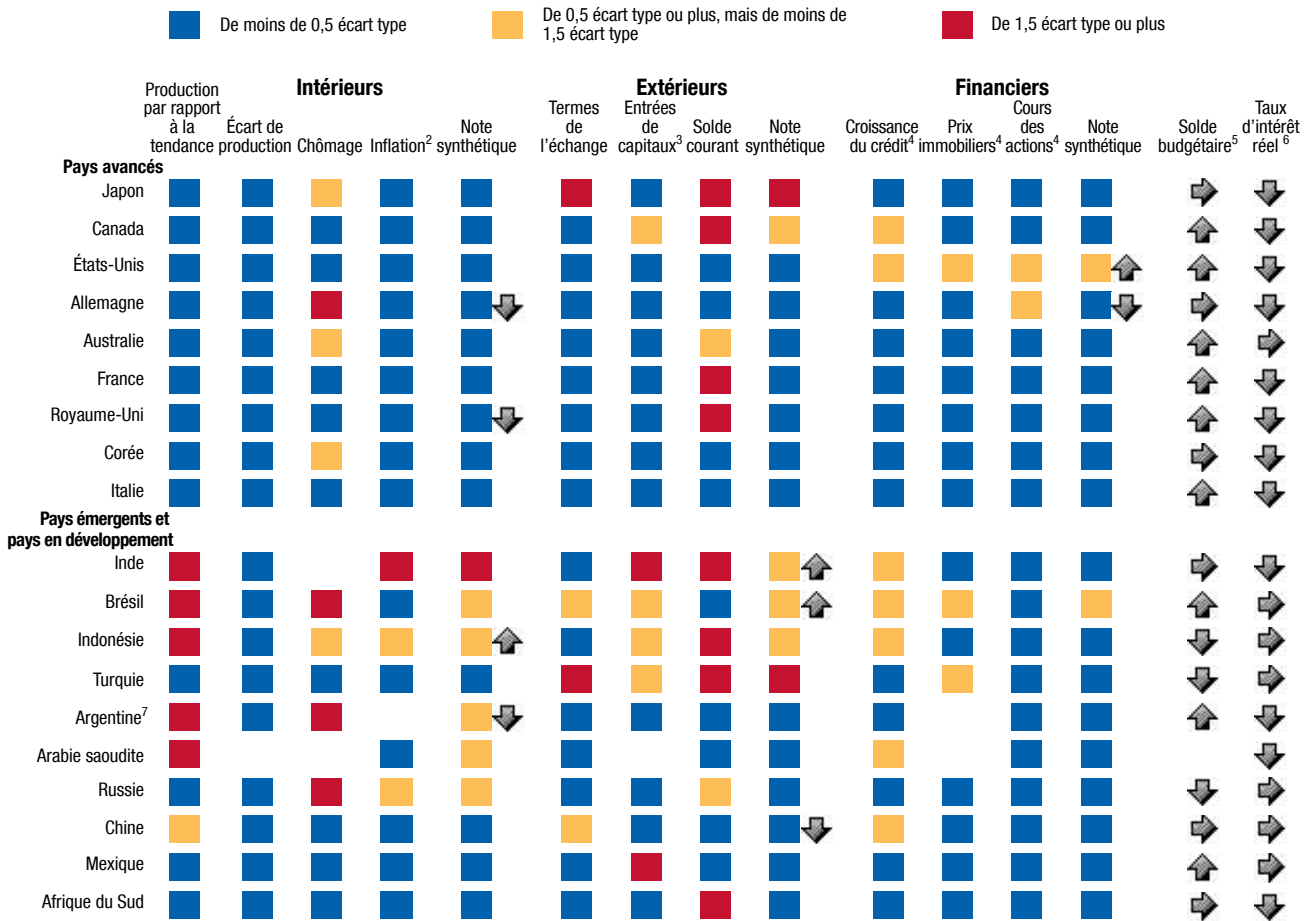 De moins de 0,5 écart type
De 0,5 écart type ou plus, mais de moins de
1,5 écart type
De 1,5 écart type ou plus
Intérieurs
Extérieurs
Financiers
Production
par rapport
à la
tendance
Écart de
production
Chômage
Inflation2
Note
synthétique
Termes
de
l'échange
Entrées
de
capitaux3
Solde
courant
Note
synthétique
Croissance
du crédit4
Prix
immobiliers4
Cours
des
actions4
Note
synthétique
Solde
budgétaire5
Taux
d'intérêt
réel 6
Pays avancés
Japon
Canada
États-Unis
Allemagne
Australie
France
Royaume-Uni
Corée
Italie
Pays émergents et
pays en développement
Inde
Brésil
Indonésie
Turquie
Argentine7
Arabie saoudite
Russie
Chine
Mexique
Afrique du Sud